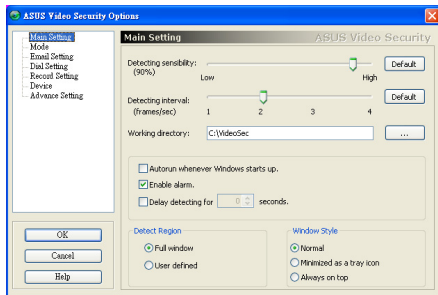 ASUS Video Security Options
Main Setting
Mode
Email Setting
Dial Setting
Record Setting
Device
Advance Setting
OK
Cancel
Help
Main Setting
ASUS Video Security
Detecting sensibility:
(90%)
Low
High
Default
Detecting interval:
(frames/sec)
1 2 3 4
Default
Working directory:
C:\VideoSec
...
Autorun whenever Windows starts up.
Enable alarm.
Delay detecting for 0 seconds.
Detect Region
Full window
User defined
Window Style
Normal
Minimized as a tray icon
Always on top